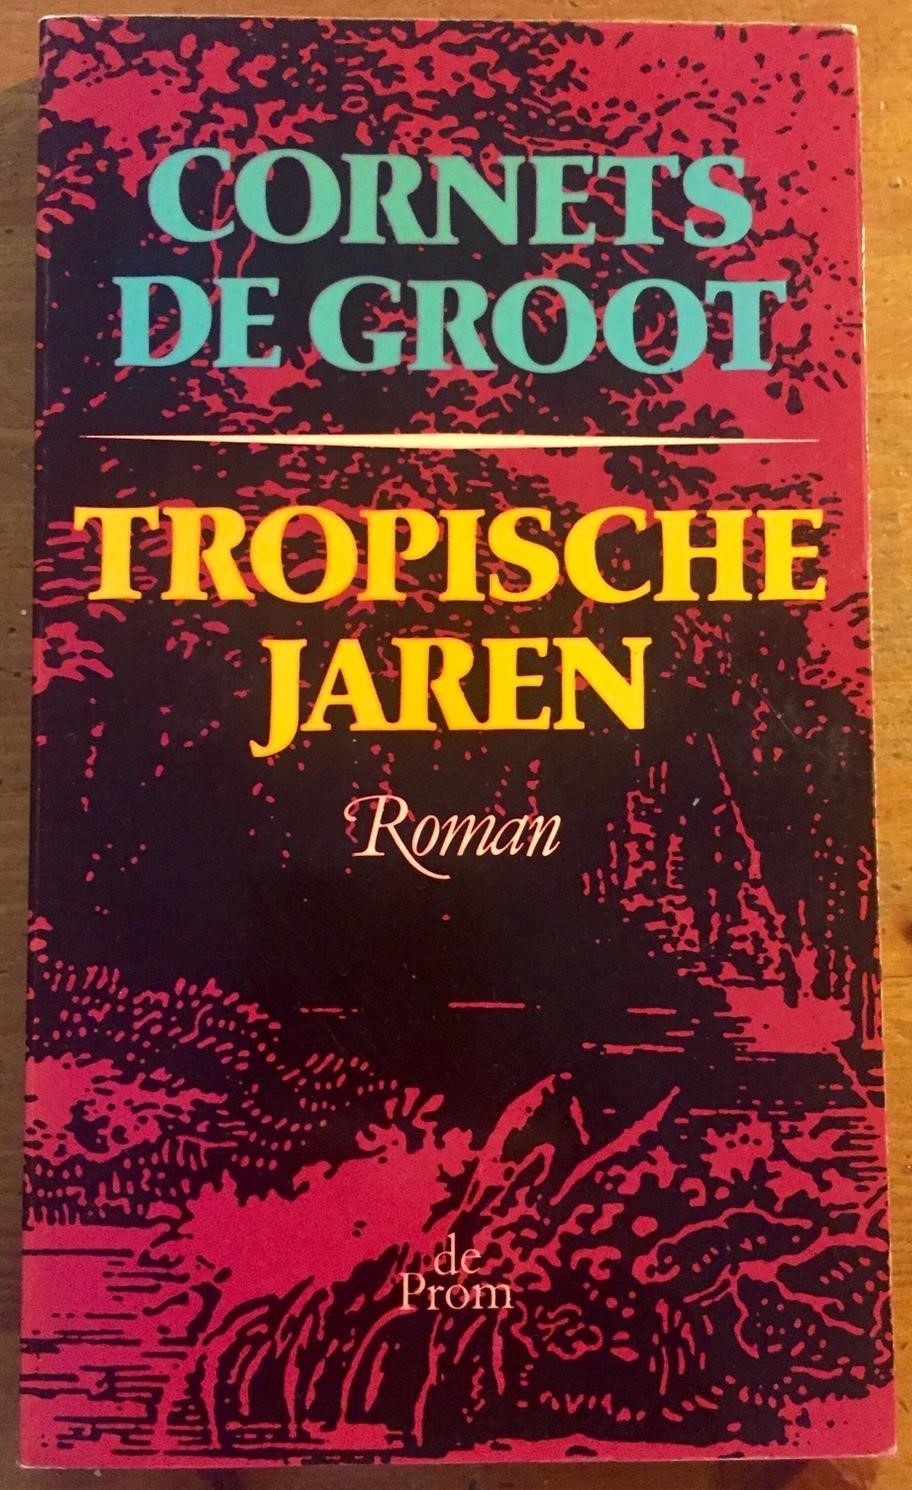 CORNETS
DE GROOT
TROPISCHE
JAREN
Roman
de
Prom